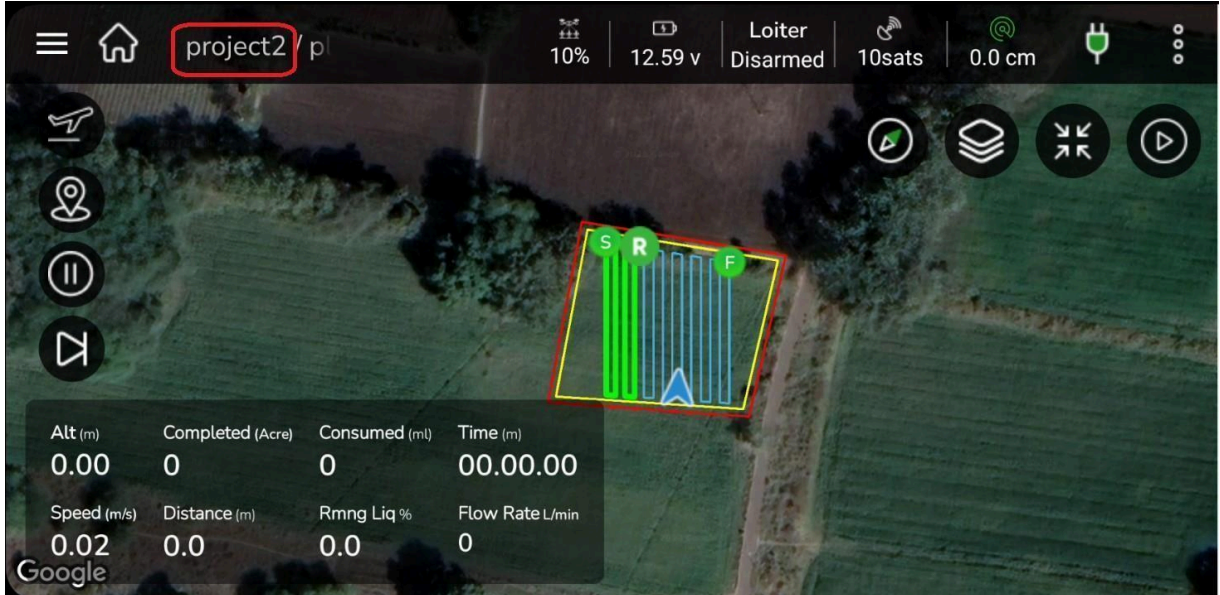 project2 / pl
10%
12.59 v
Loiter
Disarmed
10sats
0.0 cm
S
R
F
Alt (m)
Completed (Acre)
Consumed (ml)
Time (m)
0.00
0
0
00.00.00
Speed (m/s)
Distance (m)
Rmng Liq %
Flow Rate L/min
0.02
0.0
0.0
0
Google